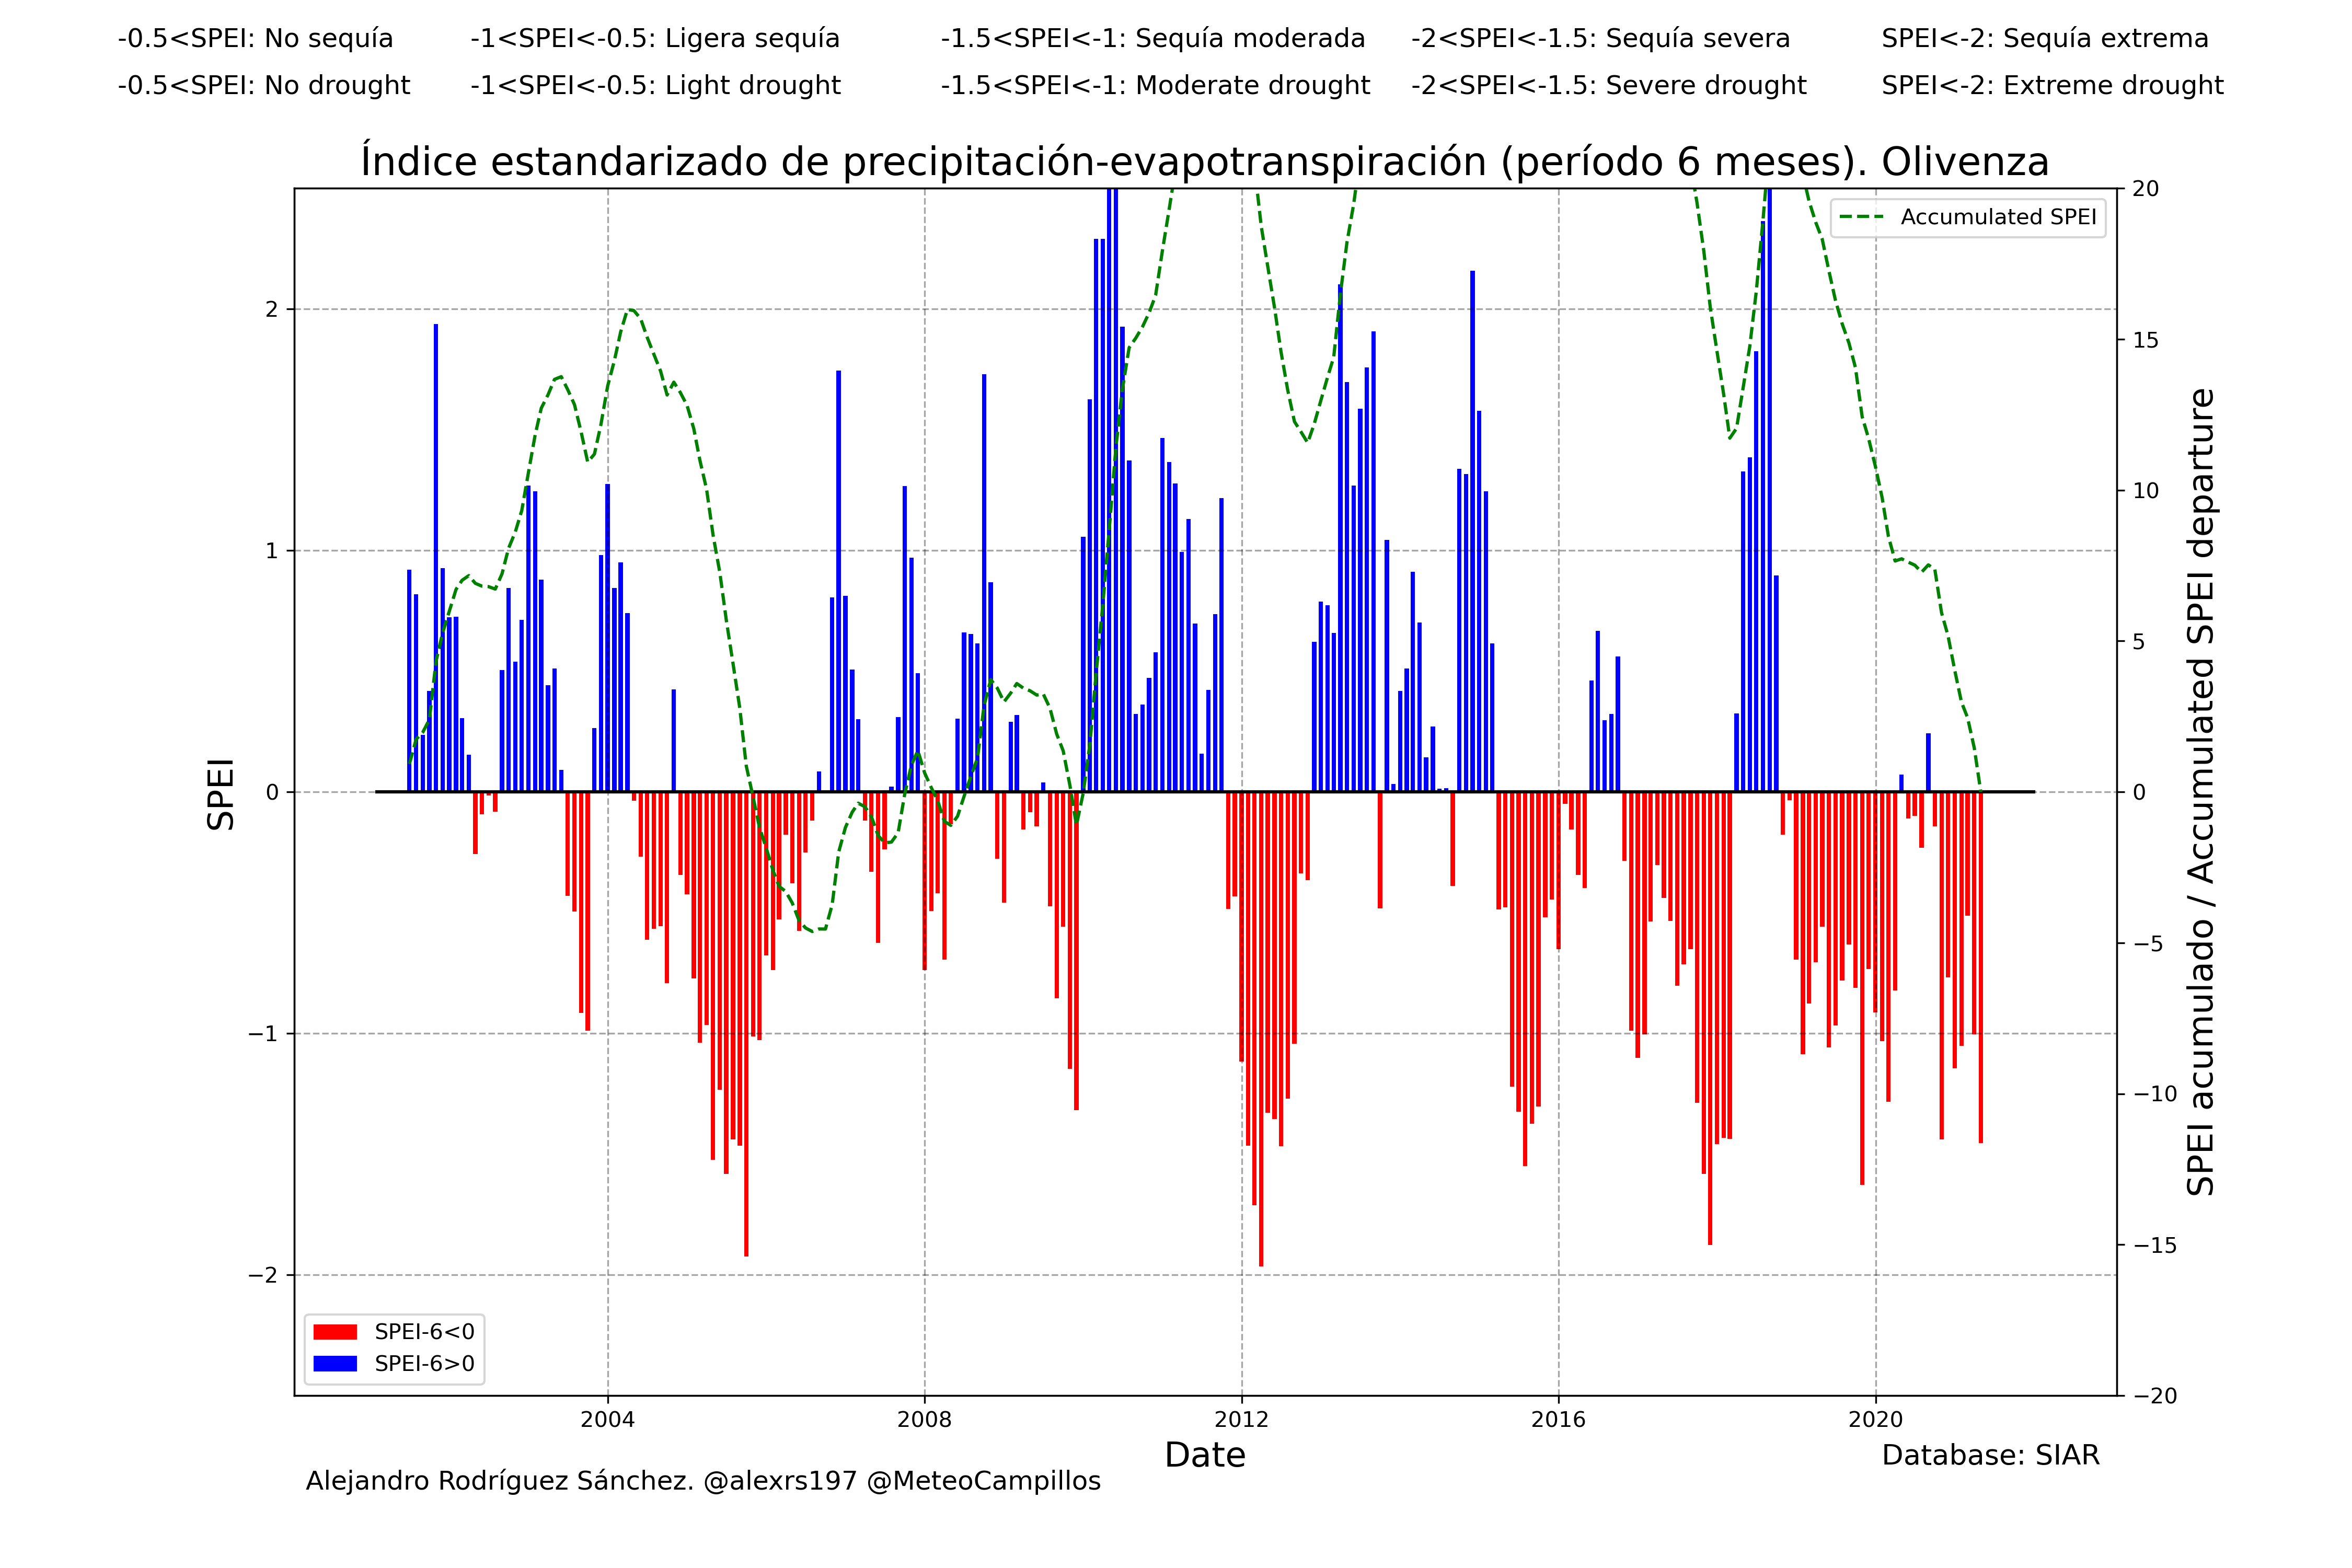 -0.5<SPEI: No sequía -1<SPEI<-0.5: Ligera sequía -1.5<SPEI<-1: Sequía moderada -2<SPEI<-1.5: Sequía severa SPEI<-2: Sequía extrema
-0.5<SPEI: No drought -1<SPEI<-0.5: Light drought -1.5<SPEI<-1: Moderate drought -2<SPEI<-1.5: Severe drought SPEI<-2: Extreme drought
Índice estandarizado de precipitación-evapotranspiración (período 6 meses). Olivenza
Accumulated SPEI
SPEI
2
1
0
−1
−2
20
15
10
5
0
−5
−10
−15
−20
SPEI acumulado / Accumulated SPEI departure
SPEI-6<0
SPEI-6>0
2004 2008 2012 2016 2020
Date
Database: SIAR
Alejandro Rodríguez Sánchez. @alexrs197 @MeteoCampillos